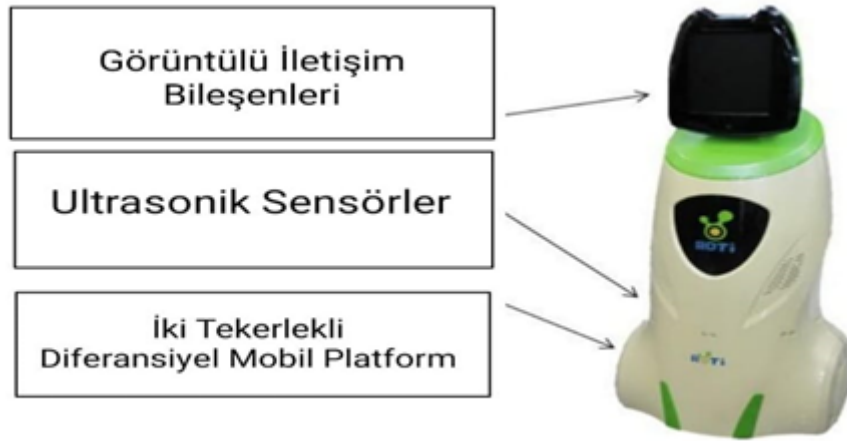 Görüntülü İletişim
Bileşenleri
Ultrasonik Sensörler
İki Tekerlekli
Diferansiyel Mobil Platform